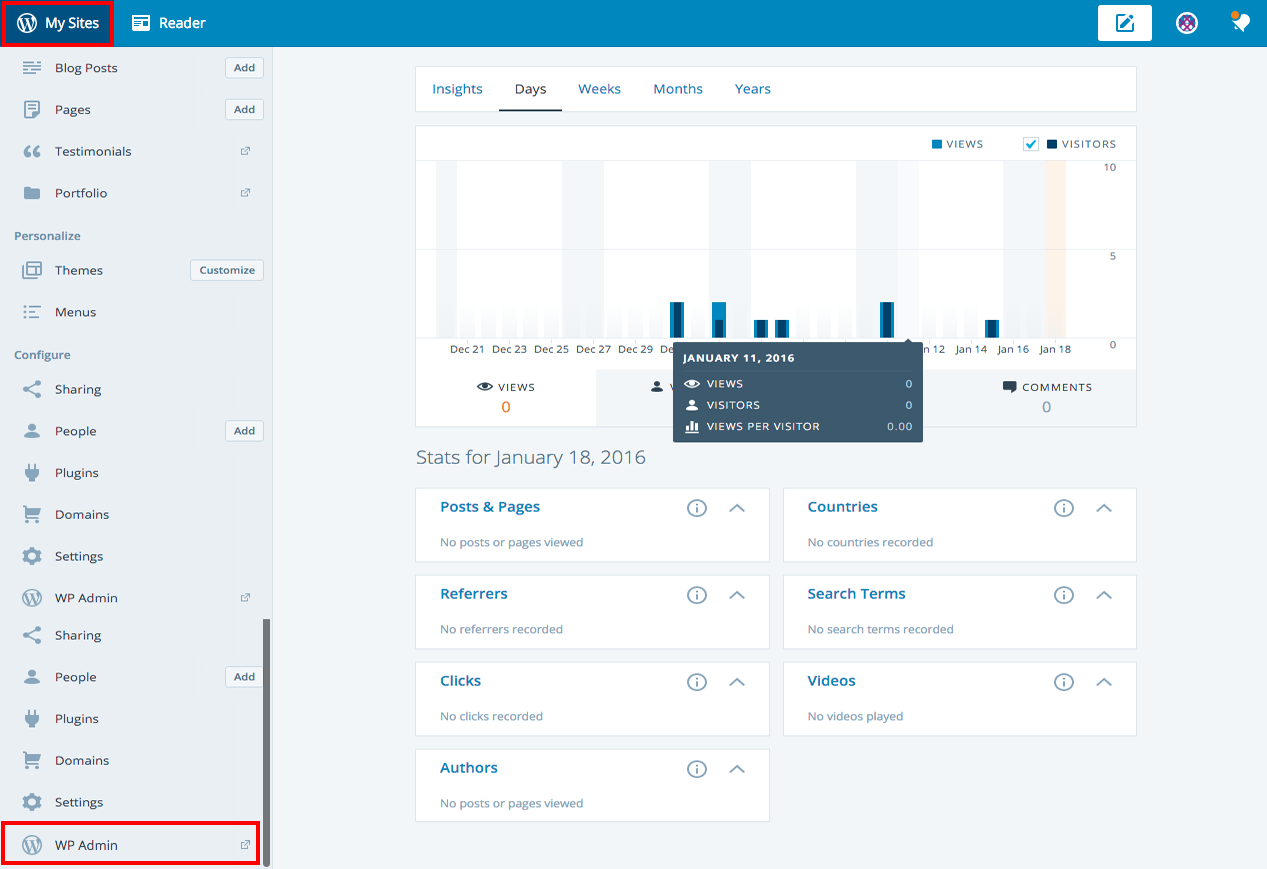 My Sites
Reader
Blog Posts
Add
Pages
Add
Testimonials
Portfolio
Personalize
Themes
Customize
Menus
Configure
Sharing
People
Add
Plugins
Domains
Settings
WP Admin
Sharing
People
Add
Plugins
Domains
Settings
WP Admin
Insights Days Weeks Months Years
VIEWS VISITORS
10
5
0
Dec 21 Dec 23 Dec 25 Dec 27 Dec 29 Jan 14 Jan 16 Jan 18
JANUARY 11, 2016
VIEWS 0
VISITORS 0
VIEWS PER VISITOR 0.00
VIEWS
0
COMMENTS
0
Stats for January 18, 2016
Posts & Pages
No posts or pages viewed
Countries
No countries recorded
Referrers
No referrers recorded
Search Terms
No search terms recorded
Clicks
No clicks recorded
Videos
No videos played
Authors
No posts or pages viewed